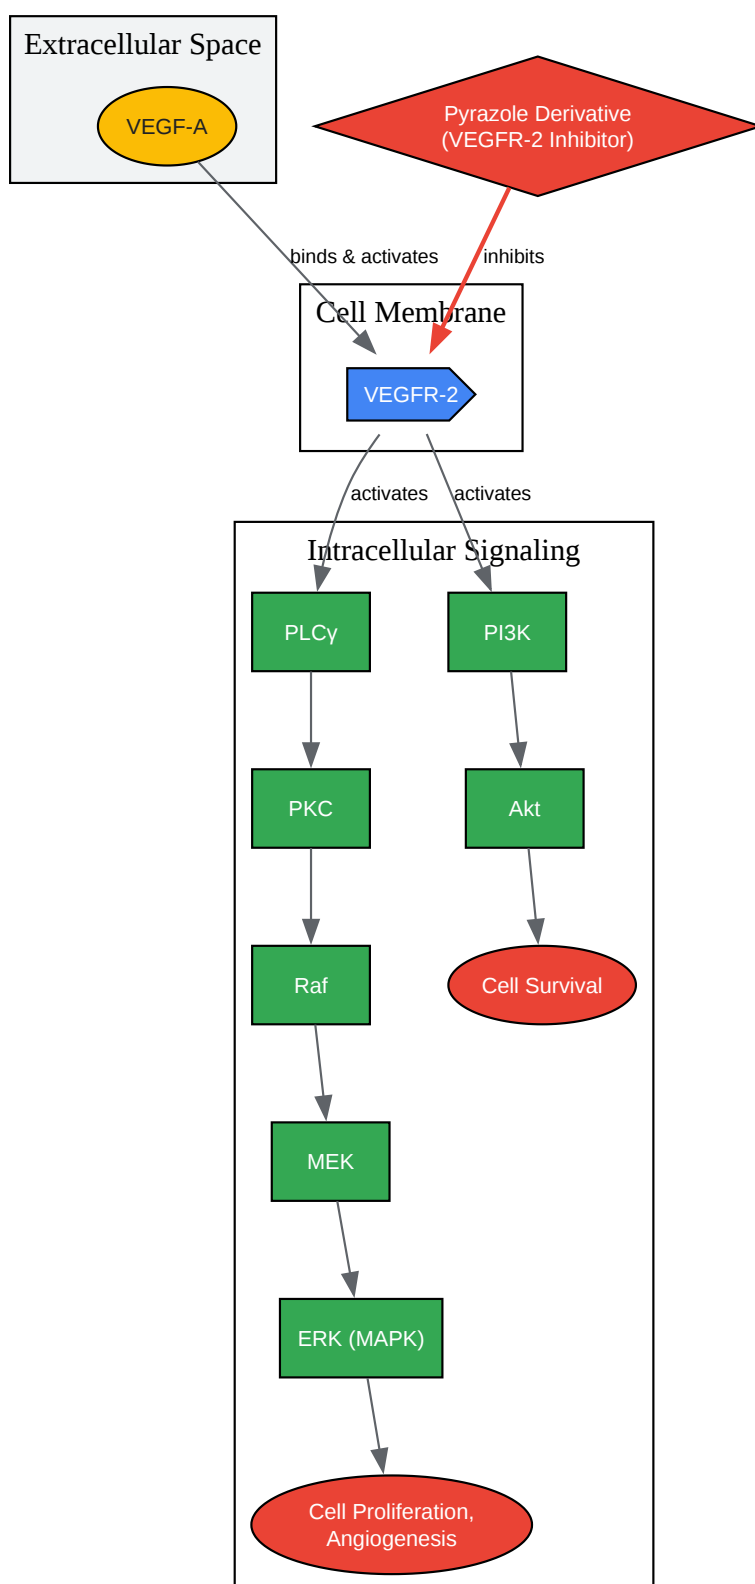 Extracellular Space
VEGF-A
Pyrazole Derivative
(VEGFR-2 Inhibitor)
binds & activates
inhibits
Cell Membrane
VEGFR-2
activates
activates
Intracellular Signaling
PLCγ
PI3K
PKC
Akt
Raf
Cell Survival
MEK
ERK (MAPK)
Cell Proliferation,
Angiogenesis